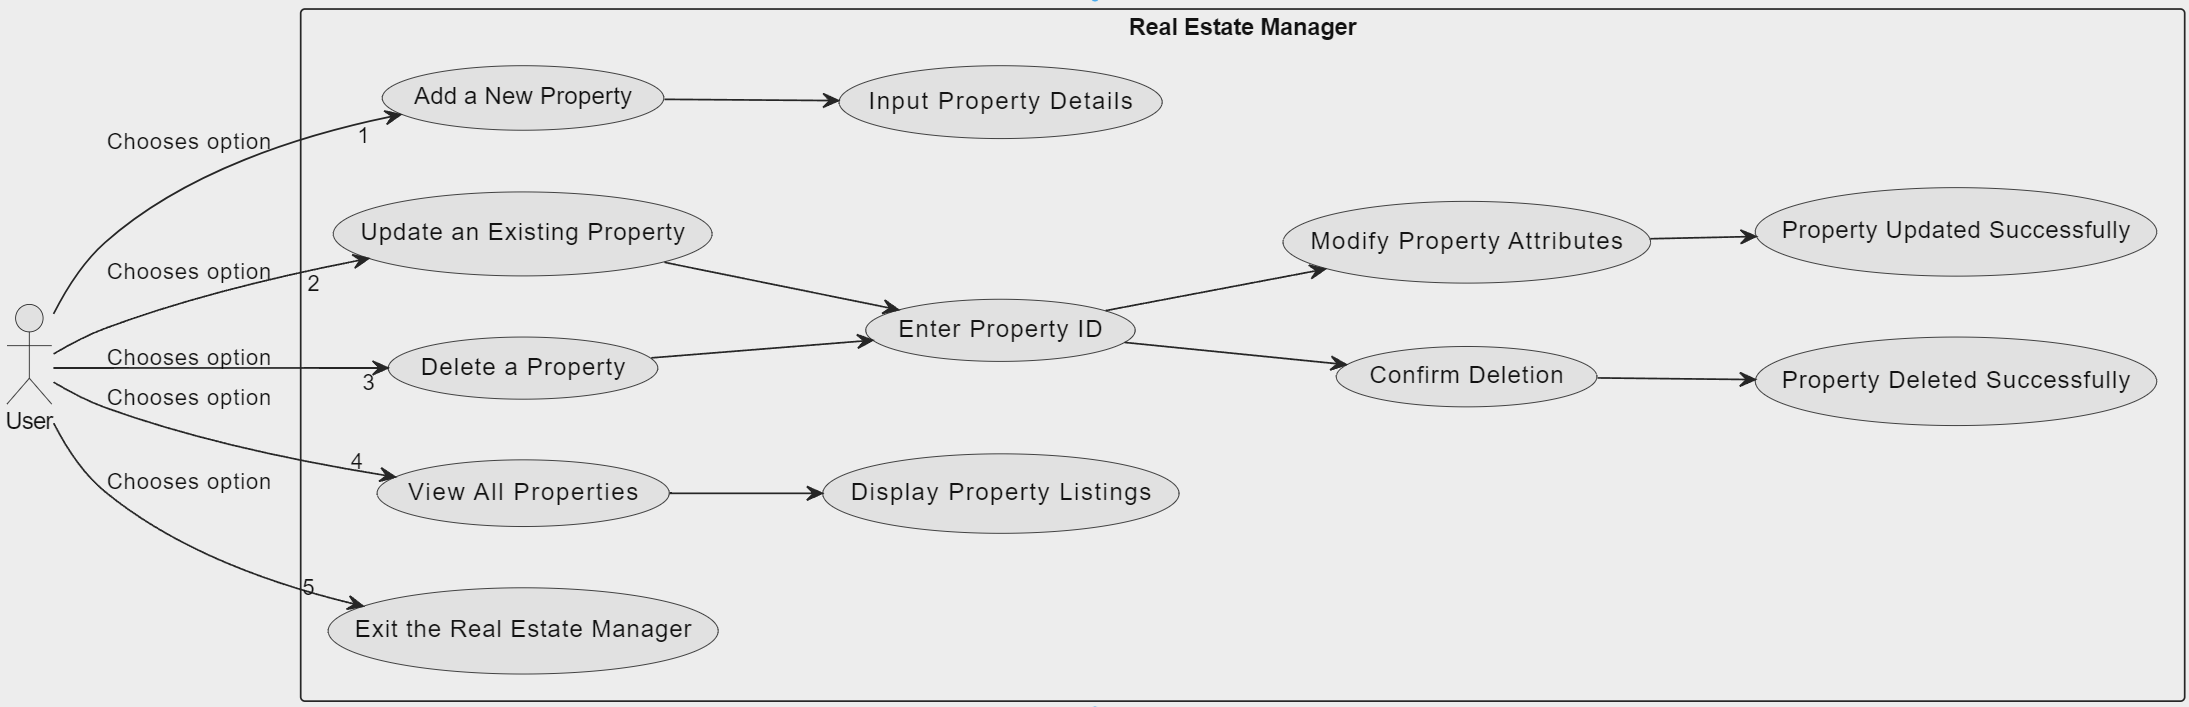 Real Estate Manager
Add a New Property
Input Property Details
Chooses option
1
Update an Existing Property
Modify Property Attributes
Property Updated Successfully
Chooses option
2
Enter Property ID
Chooses option
3
Delete a Property
Confirm Deletion
Property Deleted Successfully
Chooses option
User
4
View All Properties
Display Property Listings
Chooses option
5
Exit the Real Estate Manager